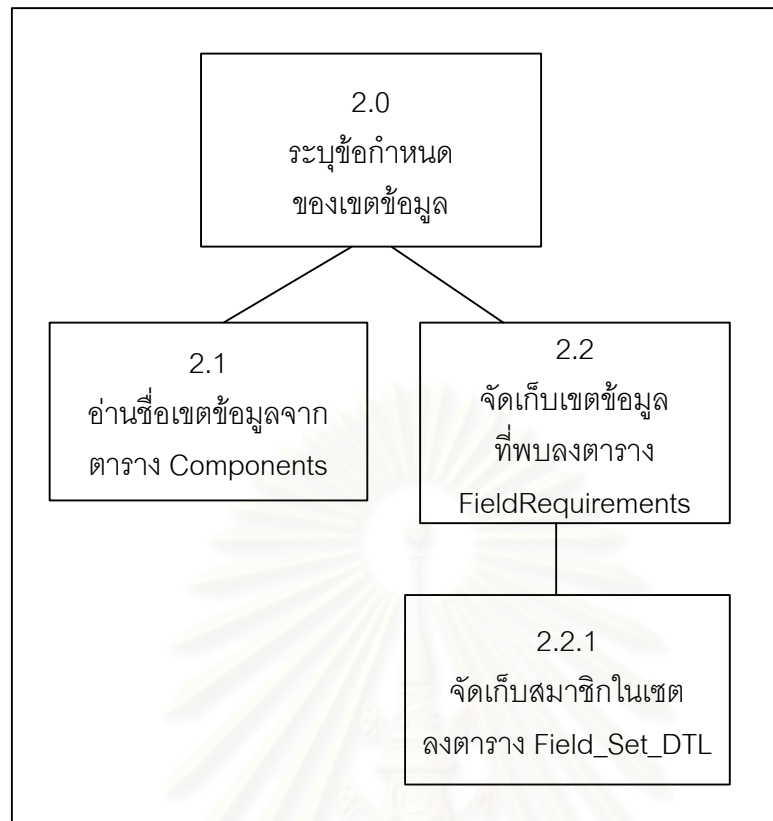 2.0
ระบุข้อกำหนด
ของเขตข้อมูล
2.1
อ่านชื่อเขตข้อมูลจาก
ตาราง Components
2.2
จัดเก็บเขตข้อมูล
ที่พบลงตาราง
FieldRequirements
2.2.1
จัดเก็บสมาชิกในเซต
ลงตาราง Field_Set_DTL